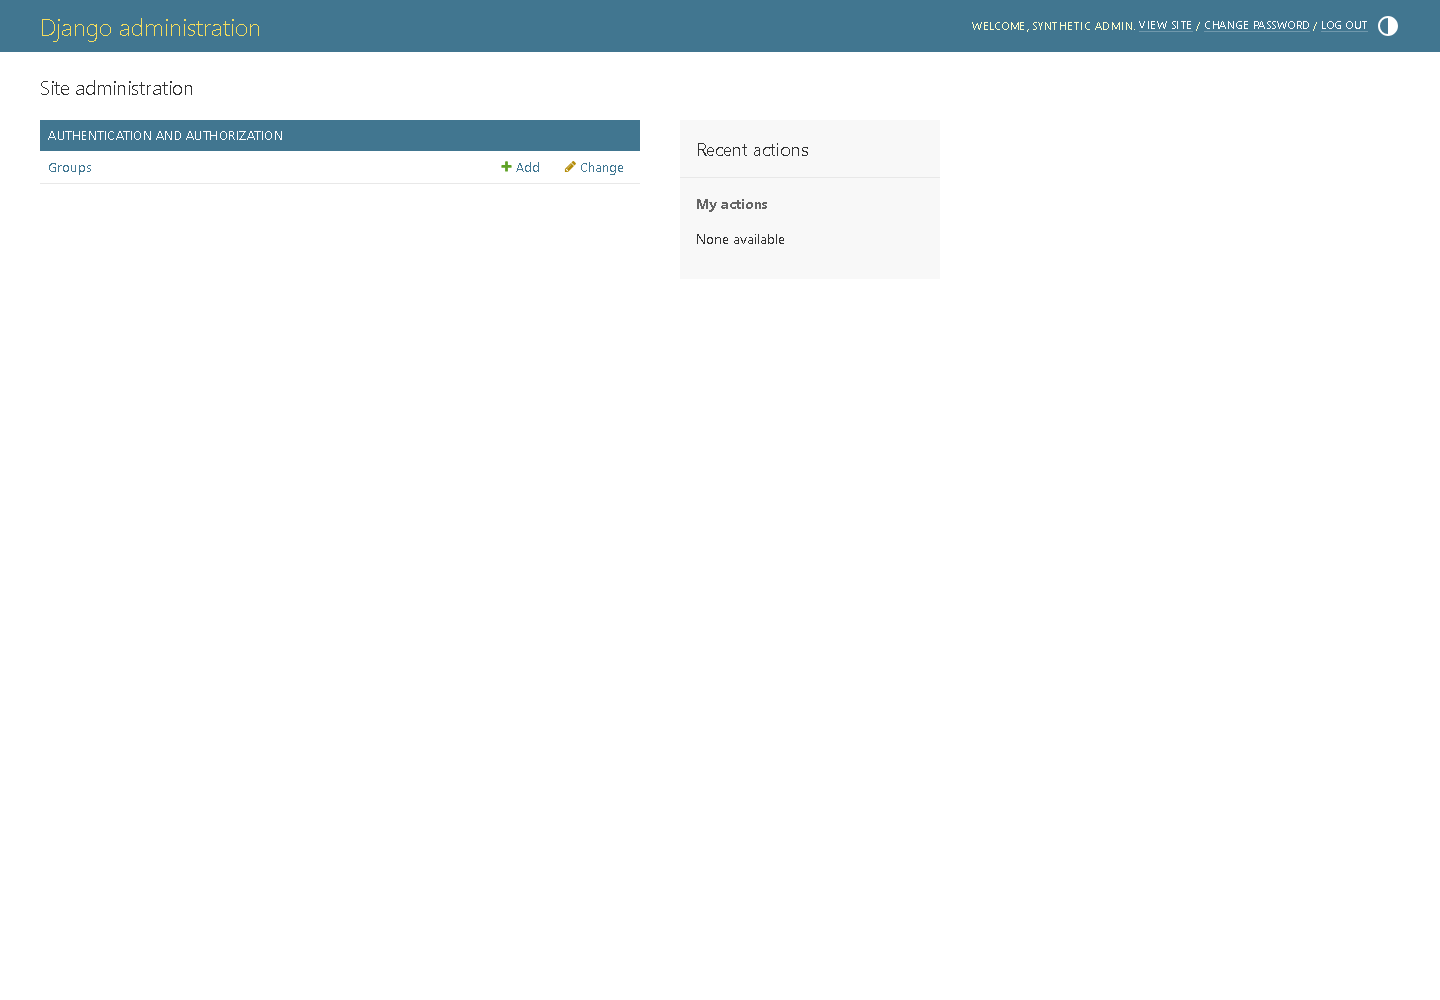 Django administration
WELCOME, SYNTHETIC ADMIN. VIEW SITE / CHANGE PASSWORD / LOG OUT
Site administration
AUTHENTICATION AND AUTHORIZATION
Groups Add Change
Recent actions
My actions
None available